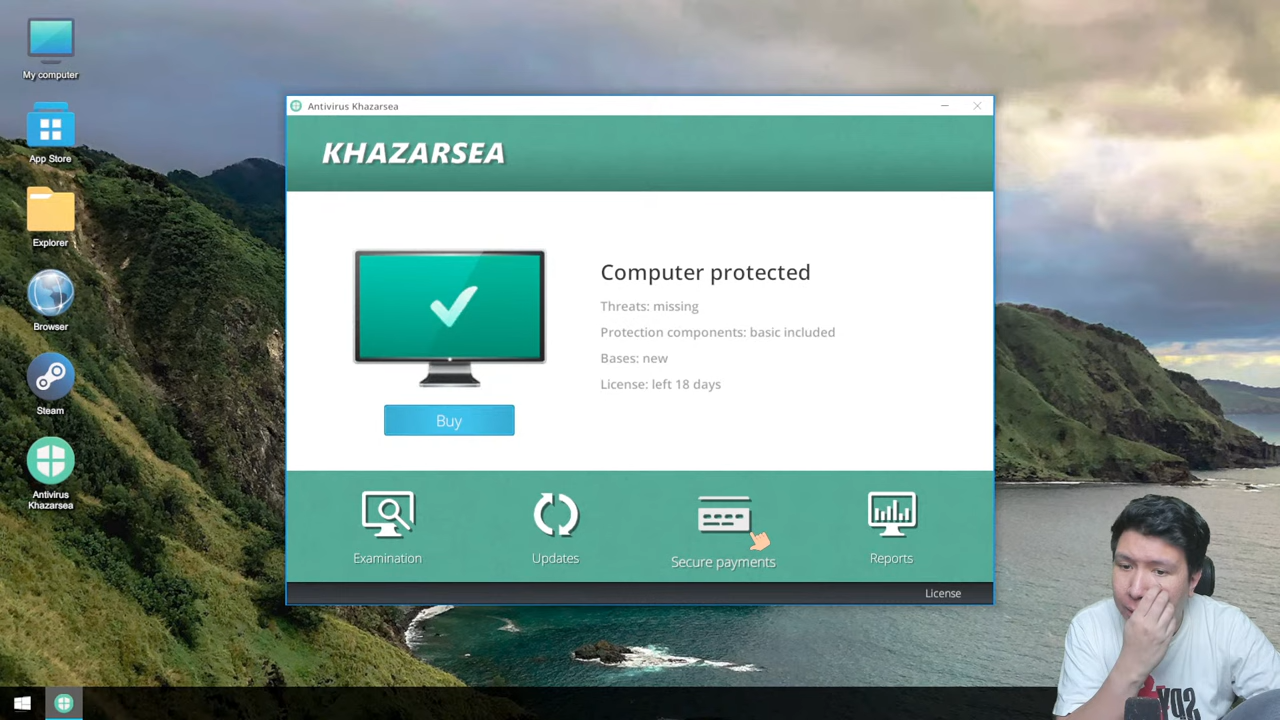 My computer
App Store
Explorer
Browser
Steam
Antivirus
Khazarsea
Antivirus Khazarsea
KHAZARSEA
Computer protected
Threats: missing
Protection components: basic included
Bases: new
License: left 18 days
Buy
Examination
Updates
Secure payments
Reports
License